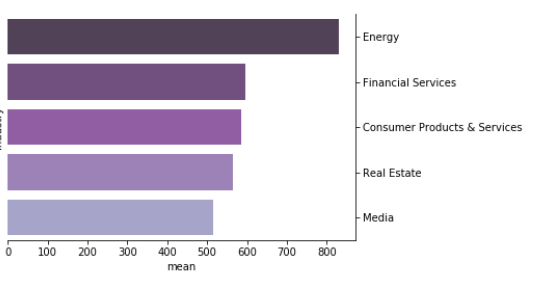 Energy
Financial Services
Consumer Products & Services
Real Estate
Media
0 100 200 300 400 500 600 700 800
mean